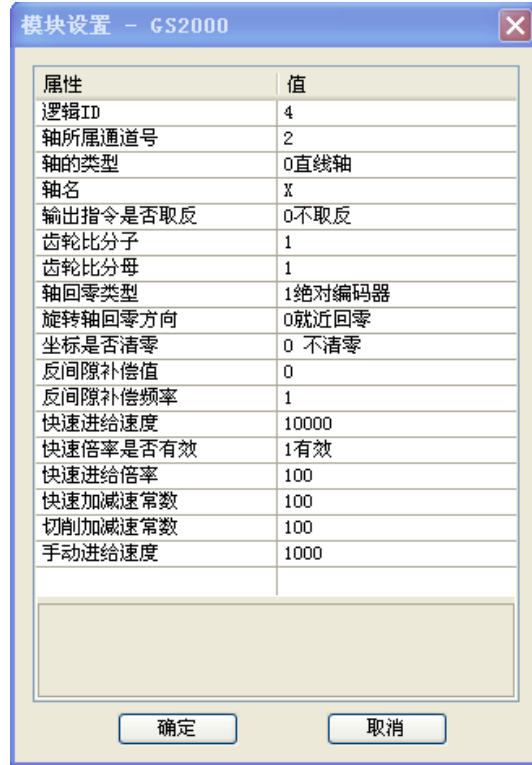 模块设置 - GS2000
属性 值
逻辑ID 4
轴所属通道号 2
轴的类型 0直线轴
轴名 X
输出指令是否取反 0不取反
齿轮比分子 1
齿轮比分母 1
轴回零类型 1绝对编码器
旋转轴回零方向 0就近回零
坐标是否清零 0 不清零
反间隙补偿值 0
反间隙补偿频率 1
快速进给速度 10000
快速倍率是否有效 1有效
快速进给倍率 100
快速加减速常数 100
切削加减速常数 100
手动进给速度 1000
确定 取消